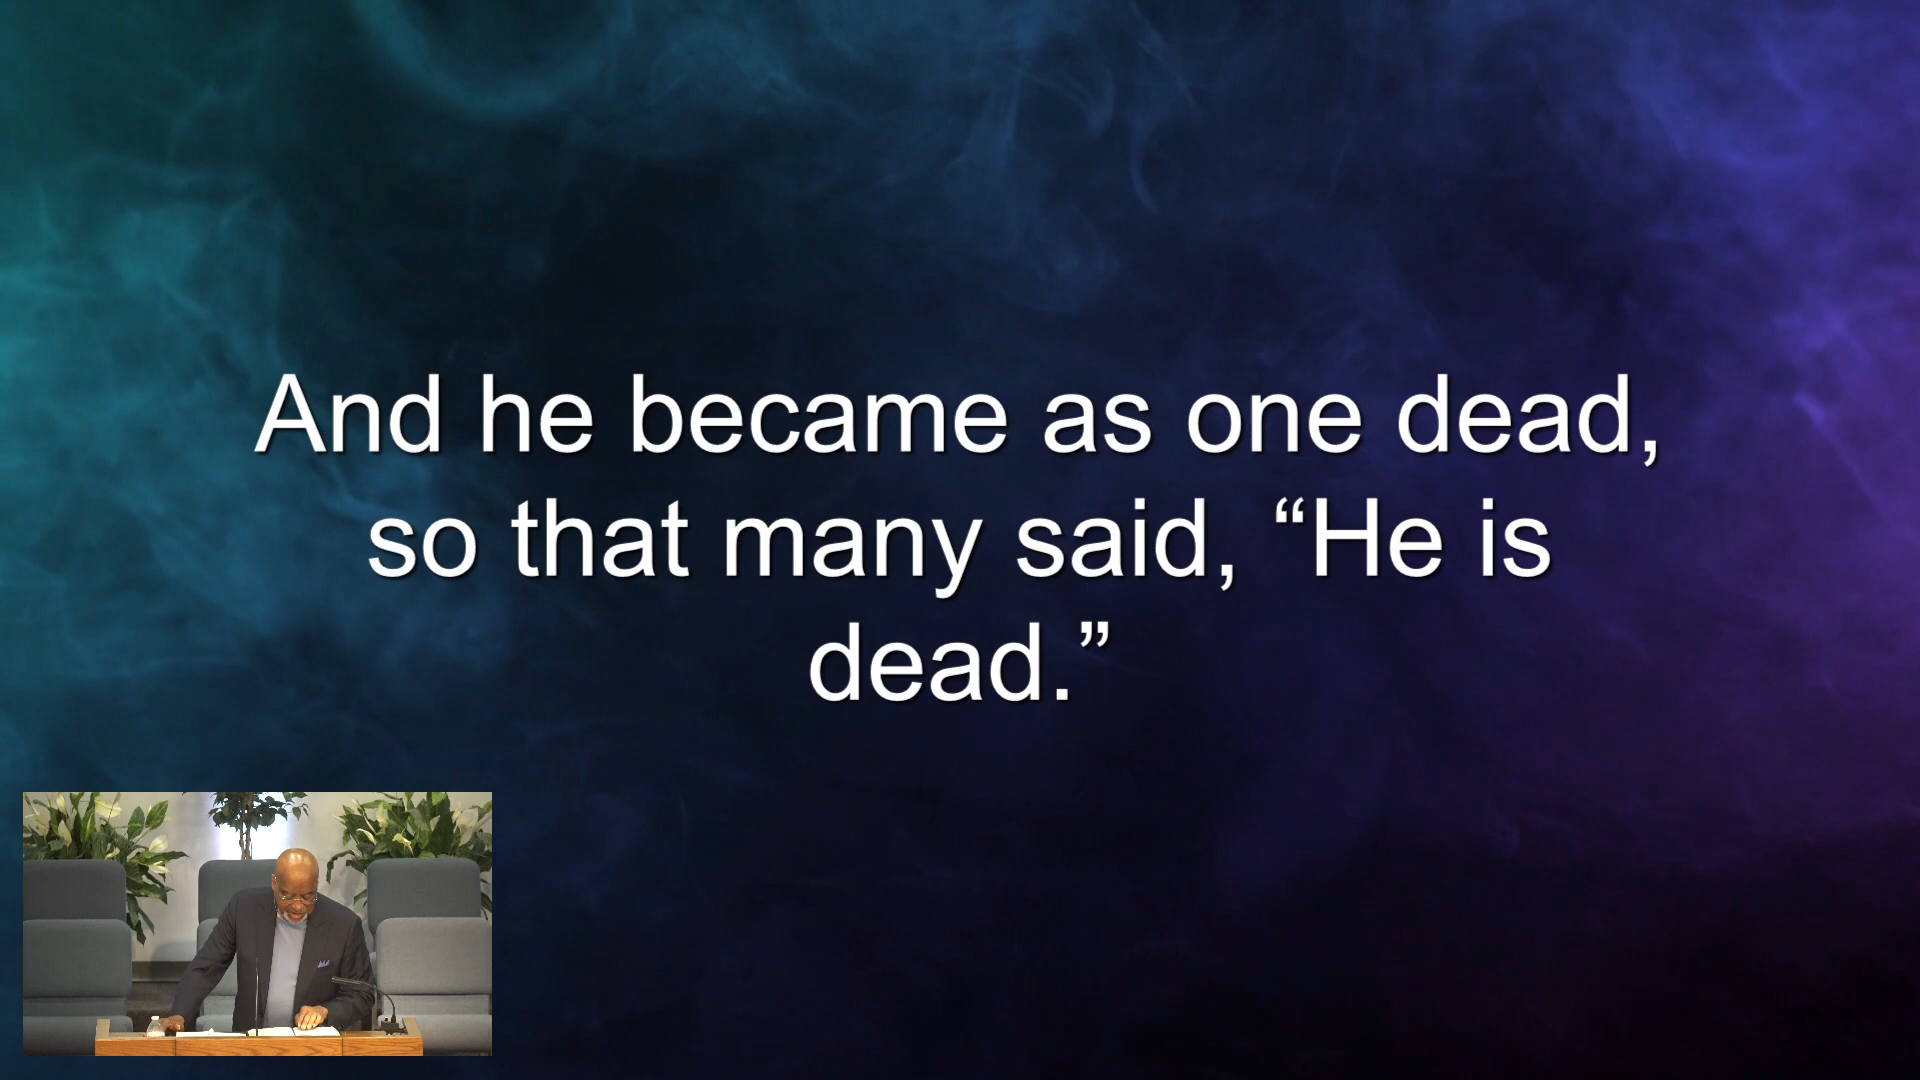 And he became as one dead,
so that many said, “He is
dead.”